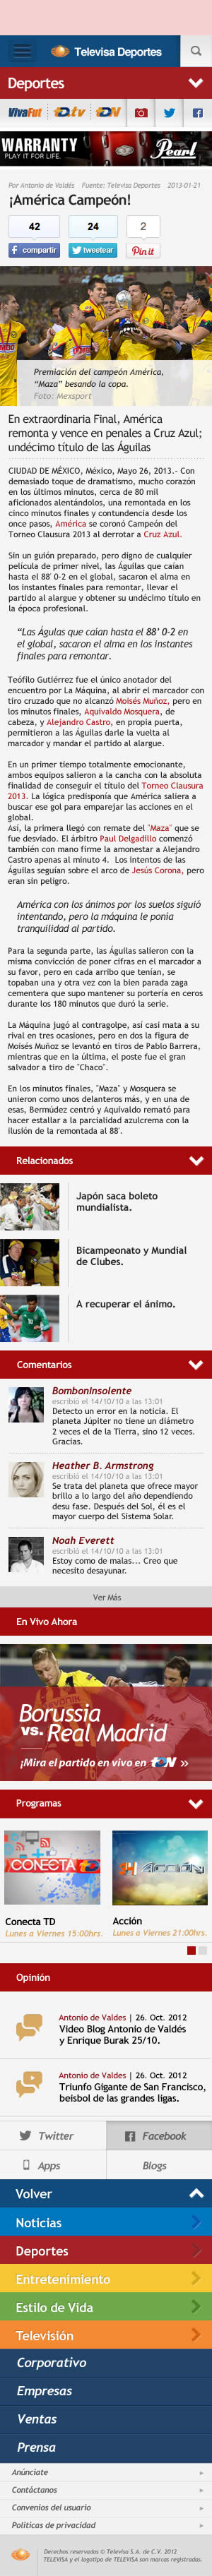 Televisa Deportes
Deportes
VivaFut
tdtv
tdN
WARRANTY
PLAY IT FOR LIFE.
Pearl
Por Antonio de Valdés Fuente: Televisa Deportes 2013-01-21
¡América Campeón!
42
24
2
compartir
tweetear
Pin it
Premiación del campeón América,
“Maza” besando la copa.
Foto: Mexsport
En extraordinaria Final, América
remonta y vence en penales a Cruz Azul;
undécimo título de las Águilas
CIUDAD DE MÉXICO, México, Mayo 26, 2013.- Con
demasiado toque de dramatismo, mucho corazón
en los últimos minutos, cerca de 80 mil
aficionados alentándolos, una remontada en los
cinco minutos finales y contundencia desde los
once pasos, América se coronó Campeón del
Torneo Clausura 2013 al derrotar a Cruz Azul.
Sin un guión preparado, pero digno de cualquier
película de primer nivel, las Águilas que caían
hasta el 88' 0-2 en el global, sacaron el alma en
los instantes finales para remontar, llevar el
partido al alargue y obtener su undécimo título en
la época profesional.
“Las Águilas que caían hasta el 88’ 0-2 en
el global, sacaron el alma en los instantes
finales para remontar.
Teófilo Gutiérrez fue el único anotador del
encuentro por La Máquina, al abrir el marcador en
tiro cruzado que no amarró Moisés Muñoz, pero en
los minutos finales, Aquivaldo Mosquera, de
cabeza, y Alejandro Castro, en propia puerta,
permitieron a las Águilas darle la vuelta al
marcador y mandar el partido al alargue.
En un primer tiempo totalmente emocionante,
ambos equipos salieron a la cancha con la absoluta
finalidad de conseguir el título del Torneo Clausura
2013. La lógica predisponía que América saliera a
buscar ese gol para emparejar las acciones en el
global.
Así, la primera llegó con remate del "Maza" que se
fue desviado. El árbitro Paul Delgadillo comenzó
también con mano firme la amonestar a Alejandro
Castro apenas al minuto 4. Los intentos de las
Águilas seguían sobre el arco de Jesús Corona, pero
eran sin peligro.
América con los ánimos por los suelos siguió
intentando, pero la máquina le ponía
tranquilidad al partido.
Para la segunda parte, las Águilas salieron con la
misma convicción de poner cifras en el marcador a
su favor, pero en cada arribo que tenían, se
topaban una y otra vez con la bien parada zaga
cementera que supo mantener su portería en ceros
durante los 180 minutos que duró la serie.
La Máquina jugó al contragolpe, así casi caía a su
rival en tres ocasiones, pero en dos la figura de
Moisés Muñoz se levantó en tiros de Pablo Barrera,
mientras que en la última, el poste fue el gran
salvador a tiro de "Chaco".
En los minutos finales, "Maza" y Mosquera se
unieron como unos delanteros más, y en una de
esas, Bermúdez centró y Aquivaldo remató para
hacer estallar a la parcialidad azulcrema con la
ilusión de la remontada al 88'.
Relacionados
Japón saca boleto
mundialista.
Bicampeonato y Mundial
de Clubes.
A recuperar el ánimo.
Comentarios
BombonInsolente
escribió el 14/10/10 a las 13:01
Detecto un error en la noticia. El
planeta Júpiter no tiene un diámetro
2 veces el de la Tierra, sino 12 veces.
Gracias.
Heather B. Armstrong
escribió el 14/10/10 a las 13:01
Se trata del planeta que ofrece mayor
brillo a lo largo del año dependiendo
desu fase. Después del Sol, él es el
mayor cuerpo del Sistema Solar.
Noah Everett
escribió el 14/10/10 a las 13:01
Estoy como de malas... Creo que
necesito desayunar.
Ver Más
En Vivo Ahora
Borussia
vs. Real Madrid
¡Mira el partido en vivo en tdN »
Programas
CONECTA
Acción
Conecta TD
Lunes a Viernes 15:00hrs.
Acción
Lunes a Viernes 21:00hrs.
Opinión
Antonio de Valdes | 26. Oct. 2012
Video Blog Antonio de Valdés
y Enrique Burak 25/10.
Antonio de Valdes | 26. Oct. 2012
Triunfo Gigante de San Francisco,
beisbol de las grandes ligas.
Twitter
Facebook
Apps
Blogs
Volver
Noticias
Deportes
Entretenimiento
Estilo de Vida
Televisión
Corporativo
Empresas
Ventas
Prensa
Anúnciate
Contáctanos
Convenios del usuario
Políticas de privacidad
Derechos reservados © Televisa S.A. de C.V. 2012
TELEVISA y el logotipo de TELEVISA son marcas registradas.